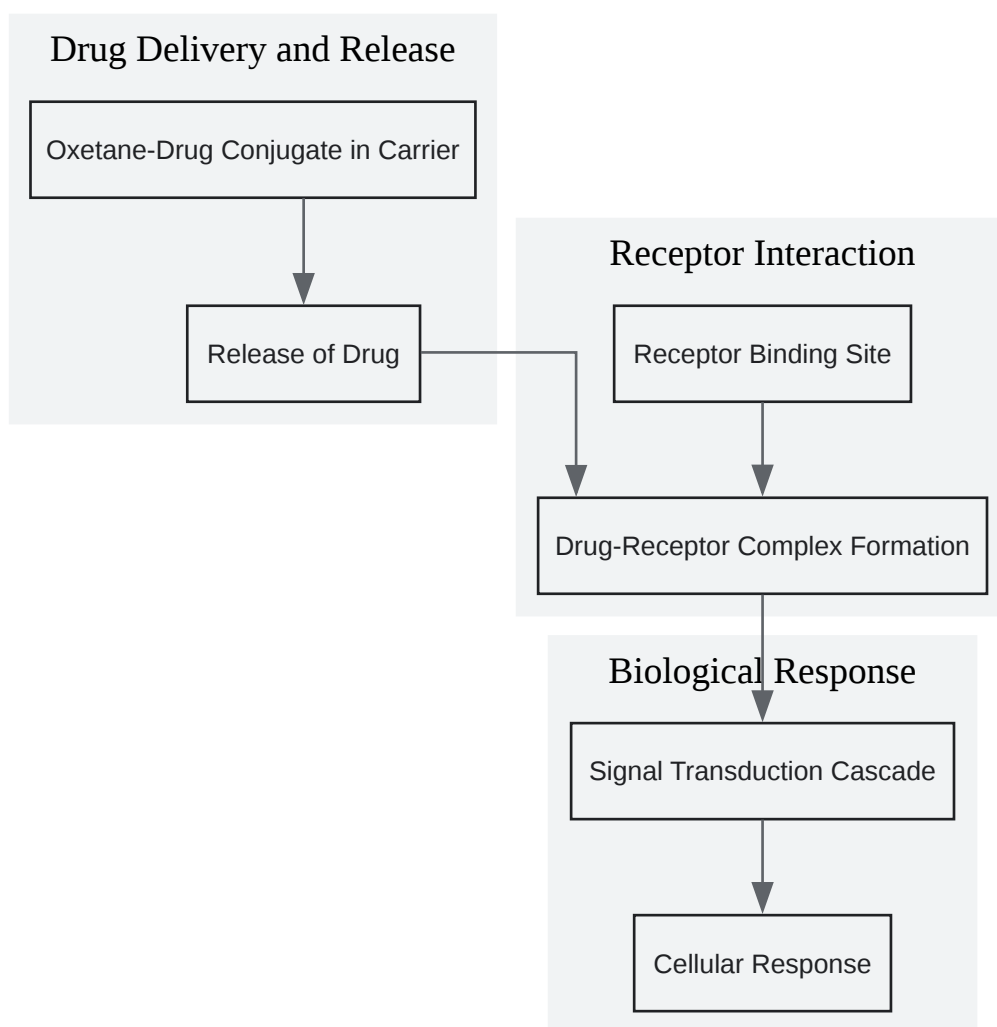 Drug Delivery and Release
Oxetane-Drug Conjugate in Carrier
Release of Drug
Receptor Interaction
Receptor Binding Site
Drug-Receptor Complex Formation
Biological Response
Signal Transduction Cascade
Cellular Response